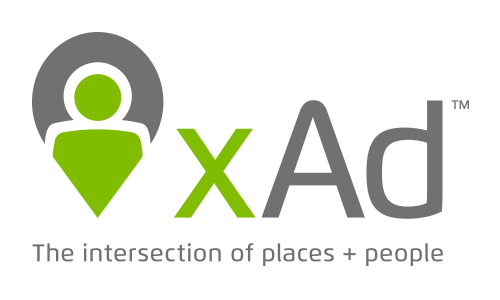 xAd™
The intersection of places + people